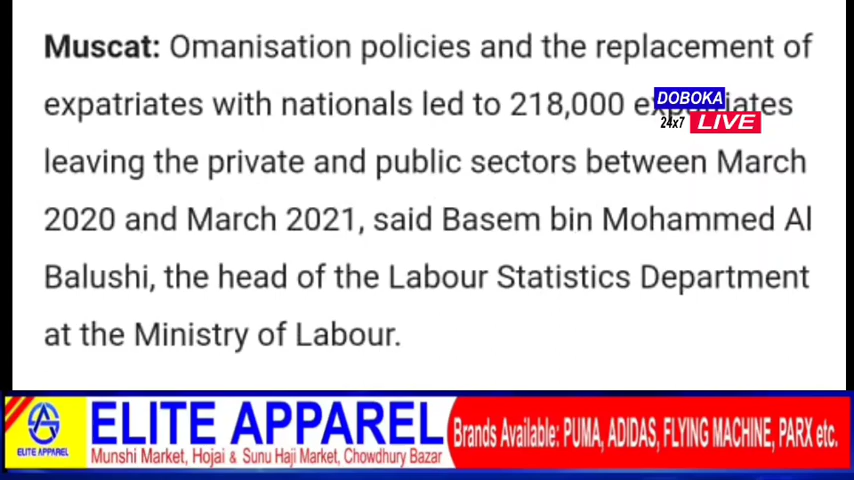 Muscat: Omanisation policies and the replacement of
expatriates with nationals led to 218,000 expatriates
DOBOKA
24x7 LIVE
leaving the private and public sectors between March
2020 and March 2021, said Basem bin Mohammed Al
Balushi, the head of the Labour Statistics Department
at the Ministry of Labour.
ELITE APPAREL
ELITE APPAREL
Munshi Market, Hojai & Sunu Haji Market, Chowdhury Bazar
Brands Available: PUMA, ADIDAS, FLYING MACHINE, PARX etc.